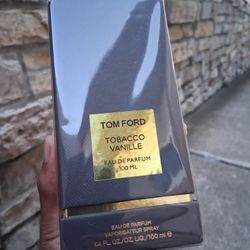 TOM FORD
TOBACCO
VANILLE
EAU DE PARFUM
100 ML
EAU DE PARFUM
VAPORISATEUR SPRAY
3.4 FL.OZ./OZ.LIQ./100 ml ℮